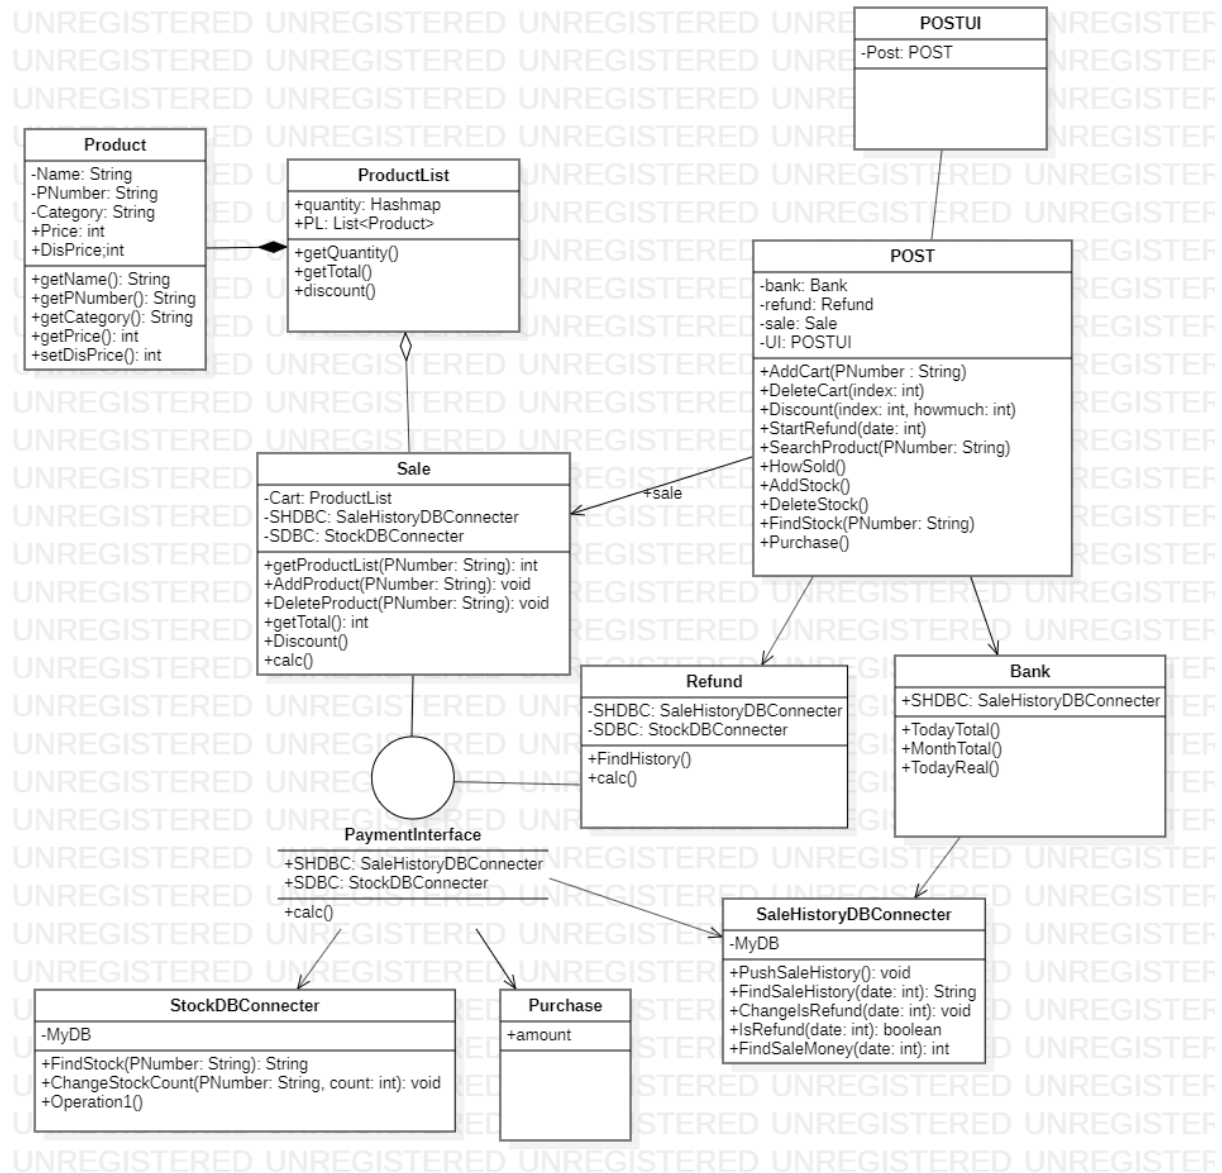 POSTUI
-Post: POST
Product
-Name: String
-PNumber: String
-Category: String
+Price: int
+DisPrice;int
+getName(): String
+getPNumber(): String
+getCategory(): String
+getPrice(): int
+setDisPrice(): int
ProductList
+quantity: Hashmap
+PL: List<Product>
+getQuantity()
+getTotal()
+discount()
POST
-bank: Bank
-refund: Refund
-sale: Sale
-UI: POSTUI
+AddCart(PNumber : String)
+DeleteCart(index: int)
+Discount(index: int, howmuch: int)
+StartRefund(date: int)
+SearchProduct(PNumber: String)
+HowSold()
+AddStock()
+DeleteStock()
+FindStock(PNumber: String)
+Purchase()
+sale
Sale
-Cart: ProductList
-SHDBC: SaleHistoryDBConnecter
-SDBC: StockDBConnecter
+getProductList(PNumber: String): int
+AddProduct(PNumber: String): void
+DeleteProduct(PNumber: String): void
+getTotal(): int
+Discount()
+calc()
Refund
-SHDBC: SaleHistoryDBConnecter
-SDBC: StockDBConnecter
+FindHistory()
+calc()
Bank
+SHDBC: SaleHistoryDBConnecter
+TodayTotal()
+MonthTotal()
+TodayReal()
PaymentInterface
+SHDBC: SaleHistoryDBConnecter
+SDBC: StockDBConnecter
+calc()
SaleHistoryDBConnecter
-MyDB
+PushSaleHistory(): void
+FindSaleHistory(date: int): String
+ChangeIsRefund(date: int): void
+IsRefund(date: int): boolean
+FindSaleMoney(date: int): int
StockDBConnecter
-MyDB
+FindStock(PNumber: String): String
+ChangeStockCount(PNumber: String, count: int): void
+Operation1()
Purchase
+amount
UNREGISTERED